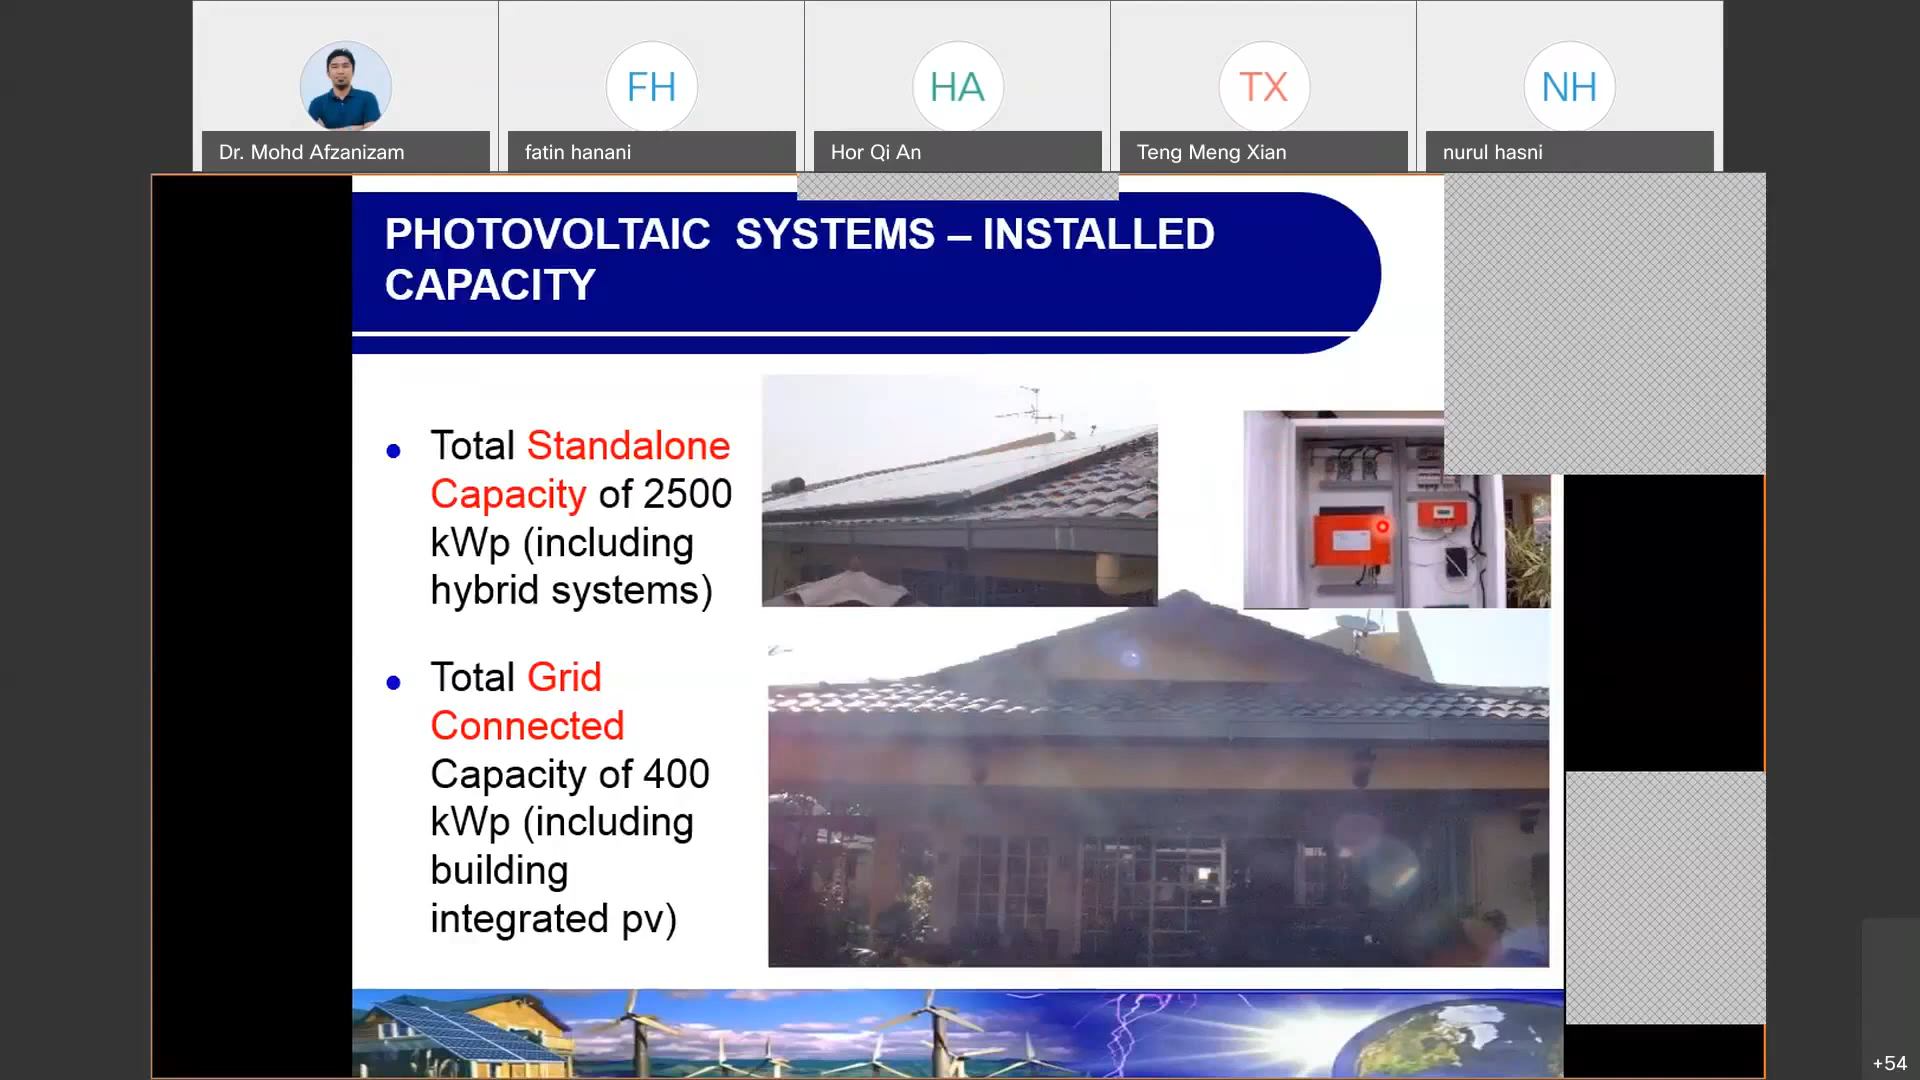 FH
HA
TX
NH
Dr. Mohd Afzanizam
fatin hanani
Hor Qi An
Teng Meng Xian
nurul hasni
PHOTOVOLTAIC SYSTEMS – INSTALLED
CAPACITY
• Total Standalone
Capacity of 2500
kWp (including
hybrid systems)
• Total Grid
Connected
Capacity of 400
kWp (including
building
integrated pv)
+54